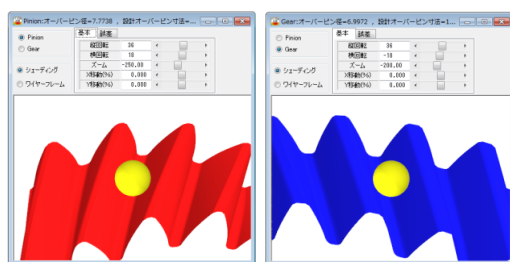 Pinion:オーバーピン径=7.7738 , 設計オーバーピン寸法=...
基本 誤差
Pinion
Gear
シェーディング
ワイヤーフレーム
縦回転 36
横回転 18
ズーム -250.00
X移動(%) 0.000
Y移動(%) 0.000
Gear:オーバーピン径=6.9972 , 設計オーバーピン寸法=1...
基本 誤差
Pinion
Gear
シェーディング
ワイヤーフレーム
縦回転 36
横回転 -18
ズーム -200.00
X移動(%) 0.000
Y移動(%) 0.000